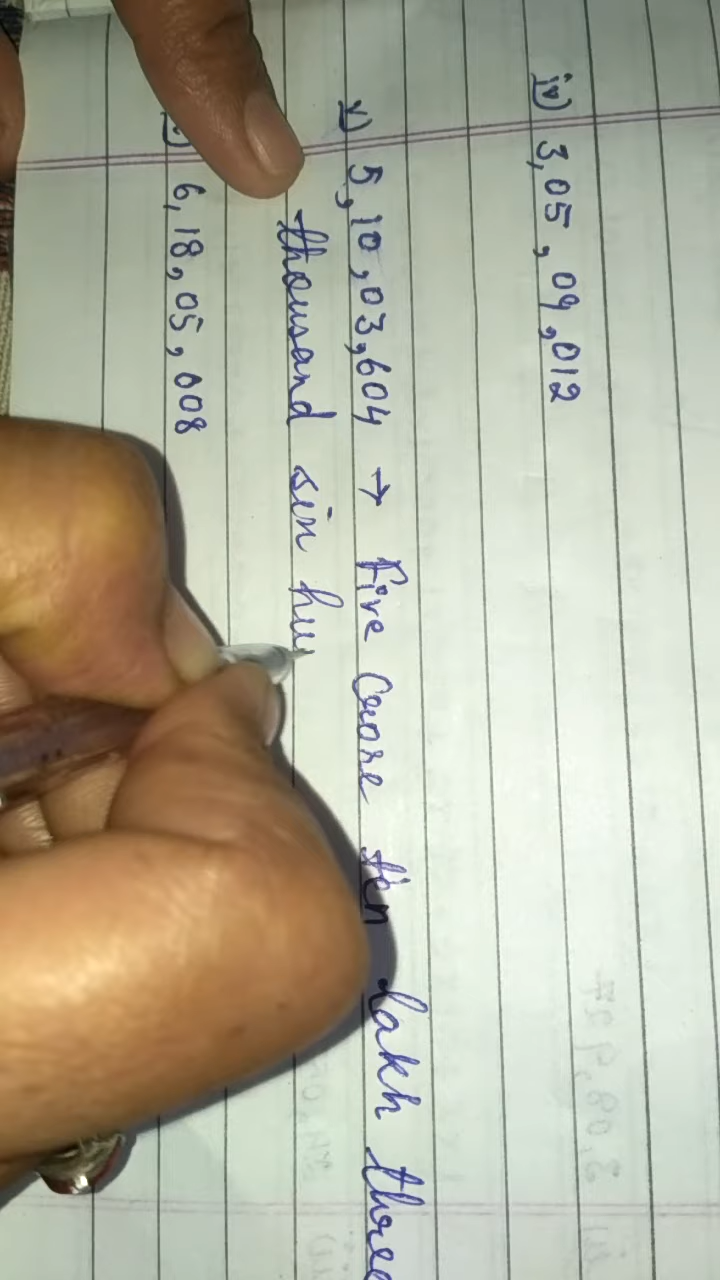 iv) 3,05,09,012
v) 5,10,03,604 → Five Crore ten lakh three
thousand sin hu
6,18,05,008